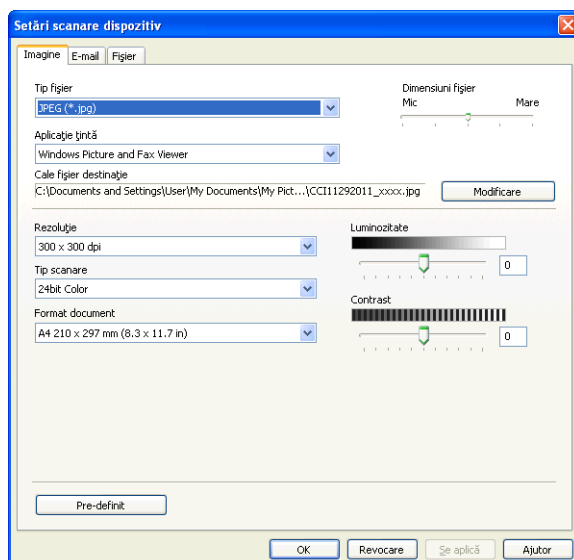 Setări scanare dispozitiv
Imagine E-mail Fişier
Tip fişier
JPEG (*.jpg)
Dimensiuni fişier
Mic Mare
Aplicaţie ţintă
Windows Picture and Fax Viewer
Cale fişier destinaţie
C:\Documents and Settings\User\My Documents\My Pict...\CCI11292011_xxxx.jpg Modificare
Rezoluţie
300 x 300 dpi
Tip scanare
24bit Color
Format document
A4 210 x 297 mm (8.3 x 11.7 in)
Luminozitate
0
Contrast
0
Pre-definit
OK Revocare Se aplică Ajutor